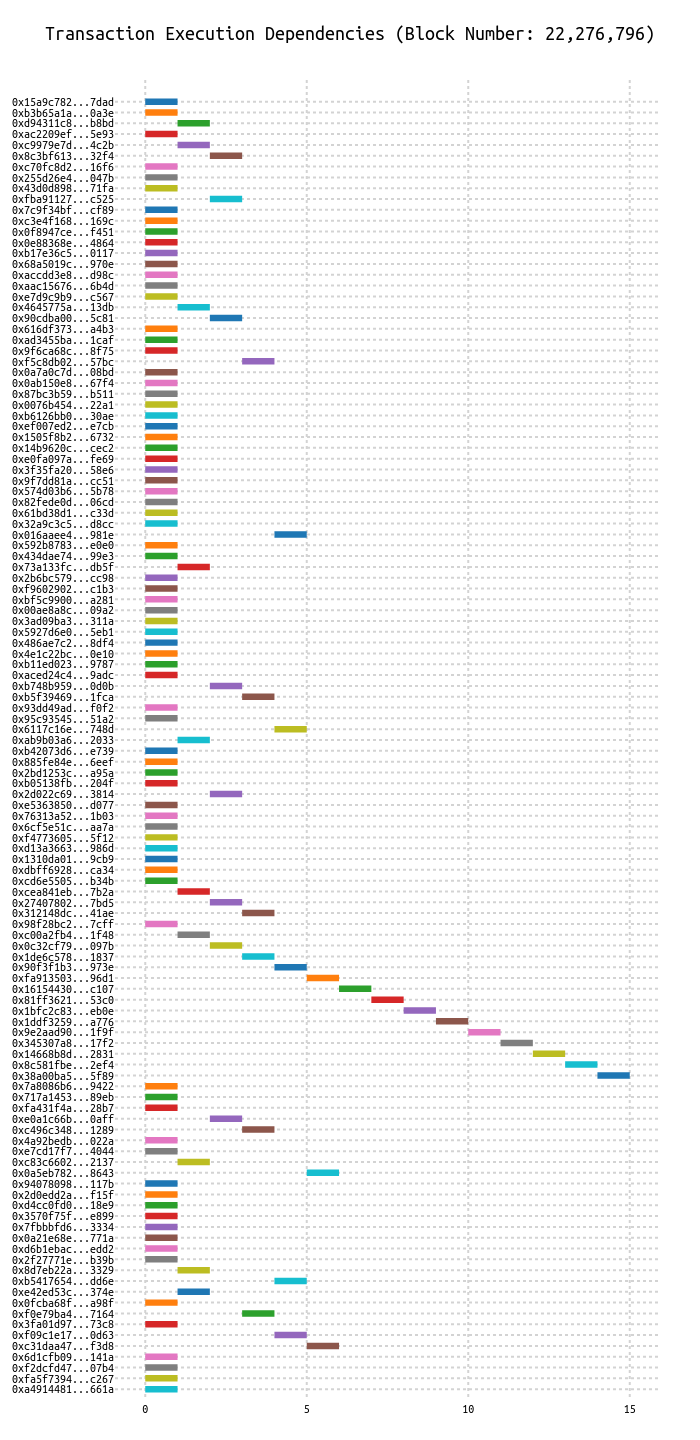 Transaction Execution Dependencies (Block Number: 22,276,796)
0x15a9c782...7dad
0xb3b65a1a...0a3e
0xd94311c8...b8bd
0xac2209ef...5e93
0xc9979e7d...4c2b
0x8c3bf613...32f4
0xc70fc8d2...16f6
0x255d26e4...047b
0x43d0d898...71fa
0xfba91127...c525
0x7c9f34bf...cf89
0xc3e4f168...169c
0x0f8947ce...f451
0x0e88368e...4864
0xb17e36c5...0117
0x68a5019c...970e
0xaccdd3e8...d98c
0xaac15676...6b4d
0xe7d9c9b9...c567
0x4645775a...13db
0x90cdba00...5c81
0x616df373...a4b3
0xad3455ba...1caf
0x9f6ca68c...8f75
0xf5c8db02...57bc
0x0a7a0c7d...08bd
0x0ab150e8...67f4
0x87bc3b59...b511
0x0076b454...22a1
0xb6126bb0...30ae
0xef007ed2...e7cb
0x1505f8b2...6732
0x14b9620c...cec2
0xe0fa097a...fe69
0x3f35fa20...58e6
0x9f7dd81a...cc51
0x574d03b6...5b78
0x82fede0d...06cd
0x61bd38d1...c33d
0x32a9c3c5...d8cc
0x016aaee4...981e
0x592b8783...e0e0
0x434dae74...99e3
0x73a133fc...db5f
0x2b6bc579...cc98
0xf9602902...c1b3
0xbf5c9900...a281
0x00ae8a8c...09a2
0x3ad09ba3...311a
0x5927d6e0...5eb1
0x486ae7c2...8df4
0x4e1c22bc...0e10
0xb11ed023...9787
0xaced24c4...9adc
0xb748b959...0d0b
0xb5f39469...1fca
0x93dd49ad...f0f2
0x95c93545...51a2
0x6117c16e...748d
0xab9b03a6...2033
0xb42073d6...e739
0x885fe84e...6eef
0x2bd1253c...a95a
0xb05138fb...204f
0x2d022c69...3814
0xe5363850...d077
0x76313a52...1b03
0x6cf5e51c...aa7a
0xf4773605...5f12
0xd13a3663...986d
0x1310da01...9cb9
0xdbff6928...ca34
0xcd6e5505...b34b
0xcea841eb...7b2a
0x27407802...7bd5
0x312148dc...41ae
0x98f28bc2...7cff
0xc00a2fb4...1f48
0x0c32cf79...097b
0x1de6c578...1837
0x90f3f1b3...973e
0xfa913503...96d1
0x16154430...c107
0x81ff3621...53c0
0x1bfc2c83...eb0e
0x1ddf3259...a776
0x9e2aad90...1f9f
0x345307a8...17f2
0x14668b8d...2831
0x8c581fbe...2ef4
0x38a00ba5...5f89
0x7a8086b6...9422
0x717a1453...89eb
0xfa431f4a...28b7
0xe0a1c66b...0aff
0xc496c348...1289
0x4a92bedb...022a
0xe7cd17f7...4044
0xc83c6602...2137
0x0a5eb782...8643
0x94078098...117b
0x2d0edd2a...f15f
0xd4cc0fd0...18e9
0x3570f75f...e899
0x7fbbbfd6...3334
0x0a21e68e...771a
0xd6b1ebac...edd2
0x2f27771e...b39b
0x8d7eb22a...3329
0xb5417654...dd6e
0xe42ed53c...374e
0x0fcba68f...a98f
0xf0e79ba4...7164
0x3fa01d97...73c8
0xf09c1e17...0d63
0xc31daa47...f3d8
0x6d1cfb09...141a
0xf2dcfd47...07b4
0xfa5f7394...c267
0xa4914481...661a
0 5 10 15